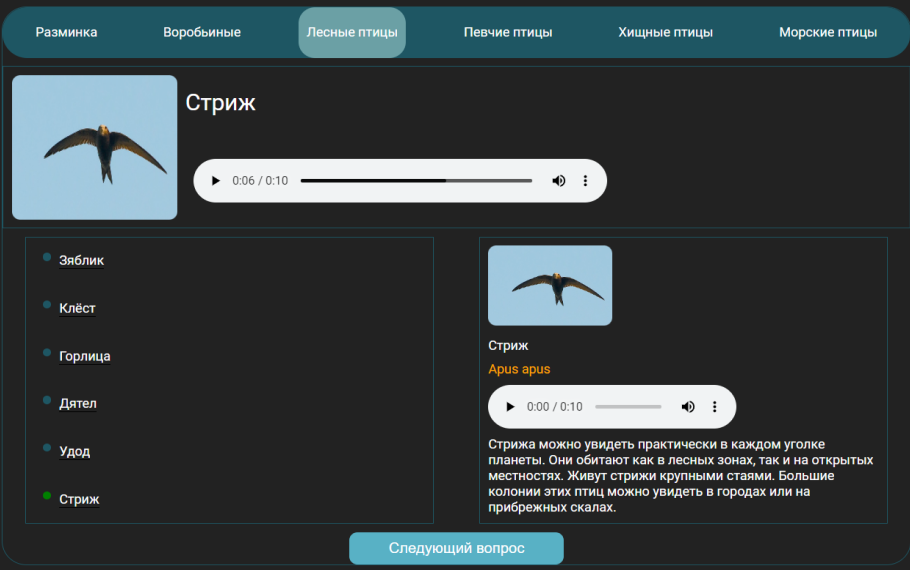 Разминка Воробьиные Лесные птицы Певчие птицы Хищные птицы Морские птицы
Стриж
0:06 / 0:10
Зяблик
Клёст
Горлица
Дятел
Удод
Стриж
Стриж
Apus apus
0:00 / 0:10
Стрижа можно увидеть практически в каждом уголке
планеты. Они обитают как в лесных зонах, так и на открытых
местностях. Живут стрижи крупными стаями. Большие
колонии этих птиц можно увидеть в городах или на
прибрежных скалах.
Следующий вопрос